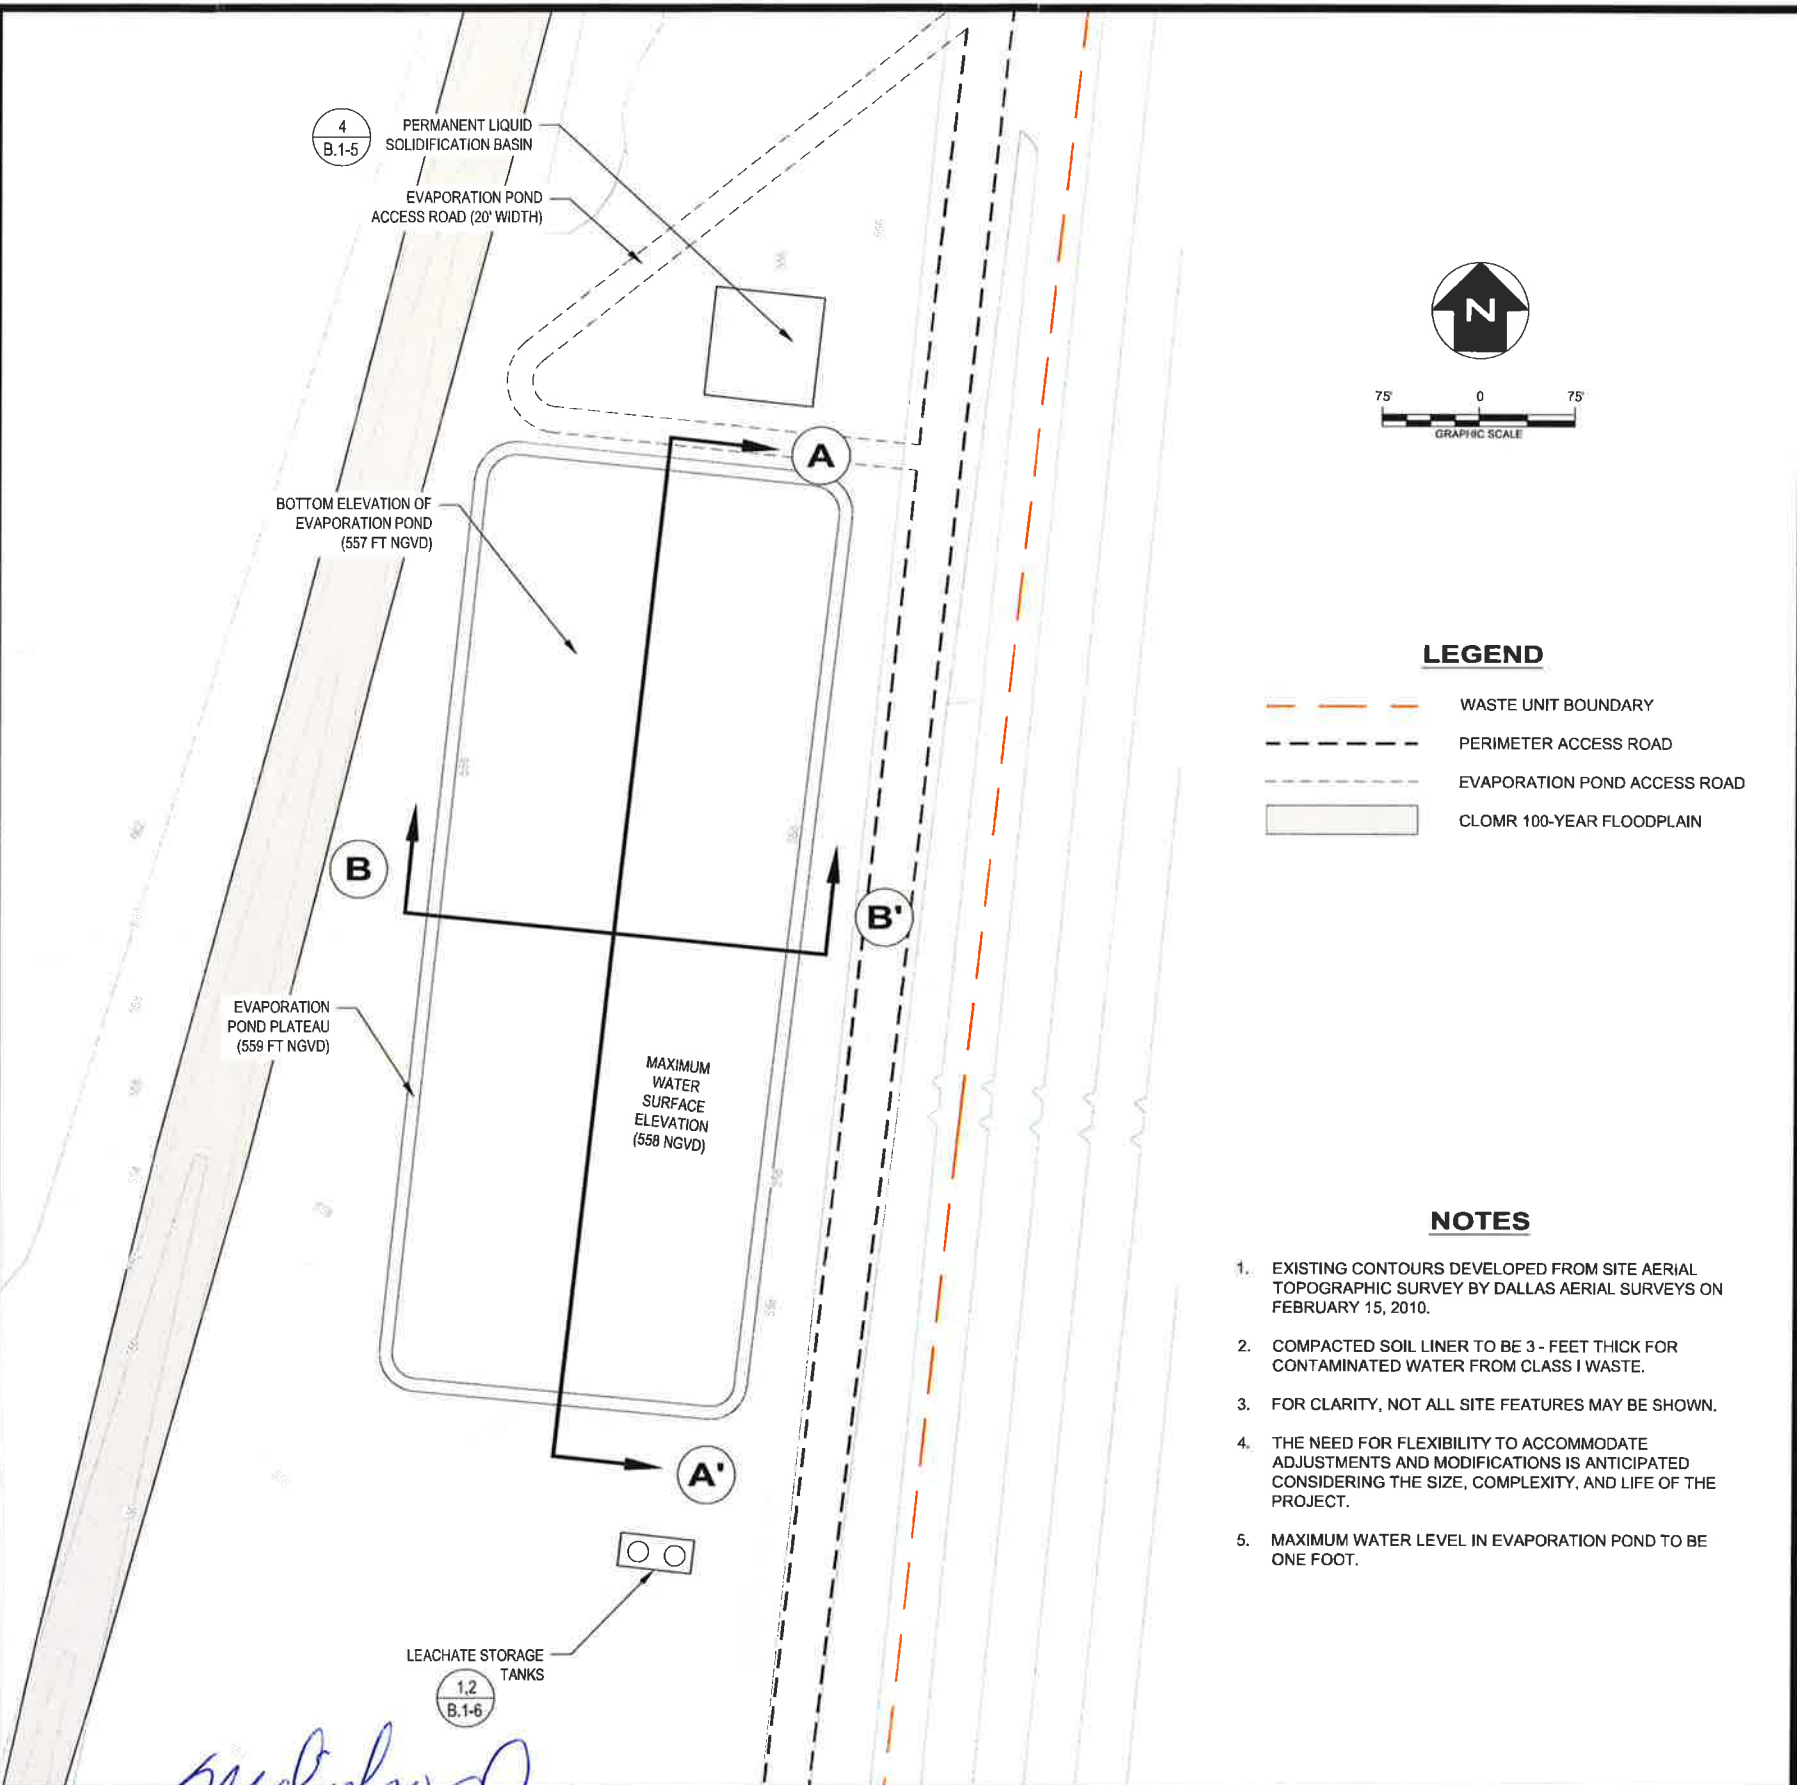 4
B.1-5
PERMANENT LIQUID
SOLIDIFICATION BASIN
EVAPORATION POND
ACCESS ROAD (20' WIDTH)
556
N
75'
0
75'
GRAPHIC SCALE
A
BOTTOM ELEVATION OF
EVAPORATION POND
(557 FT NGVD)
LEGEND
WASTE UNIT BOUNDARY
PERIMETER ACCESS ROAD
EVAPORATION POND ACCESS ROAD
CLOMR 100-YEAR FLOODPLAIN
B
B'
EVAPORATION
POND PLATEAU
(559 FT NGVD)
MAXIMUM
WATER
SURFACE
ELEVATION
(558 NGVD)
NOTES
1. EXISTING CONTOURS DEVELOPED FROM SITE AERIAL
TOPOGRAPHIC SURVEY BY DALLAS AERIAL SURVEYS ON
FEBRUARY 15, 2010.
2. COMPACTED SOIL LINER TO BE 3 - FEET THICK FOR
CONTAMINATED WATER FROM CLASS I WASTE.
3. FOR CLARITY, NOT ALL SITE FEATURES MAY BE SHOWN.
4. THE NEED FOR FLEXIBILITY TO ACCOMMODATE
ADJUSTMENTS AND MODIFICATIONS IS ANTICIPATED
CONSIDERING THE SIZE, COMPLEXITY, AND LIFE OF THE
PROJECT.
5. MAXIMUM WATER LEVEL IN EVAPORATION POND TO BE
ONE FOOT.
A'
LEACHATE STORAGE
TANKS
1,2
B.1-6